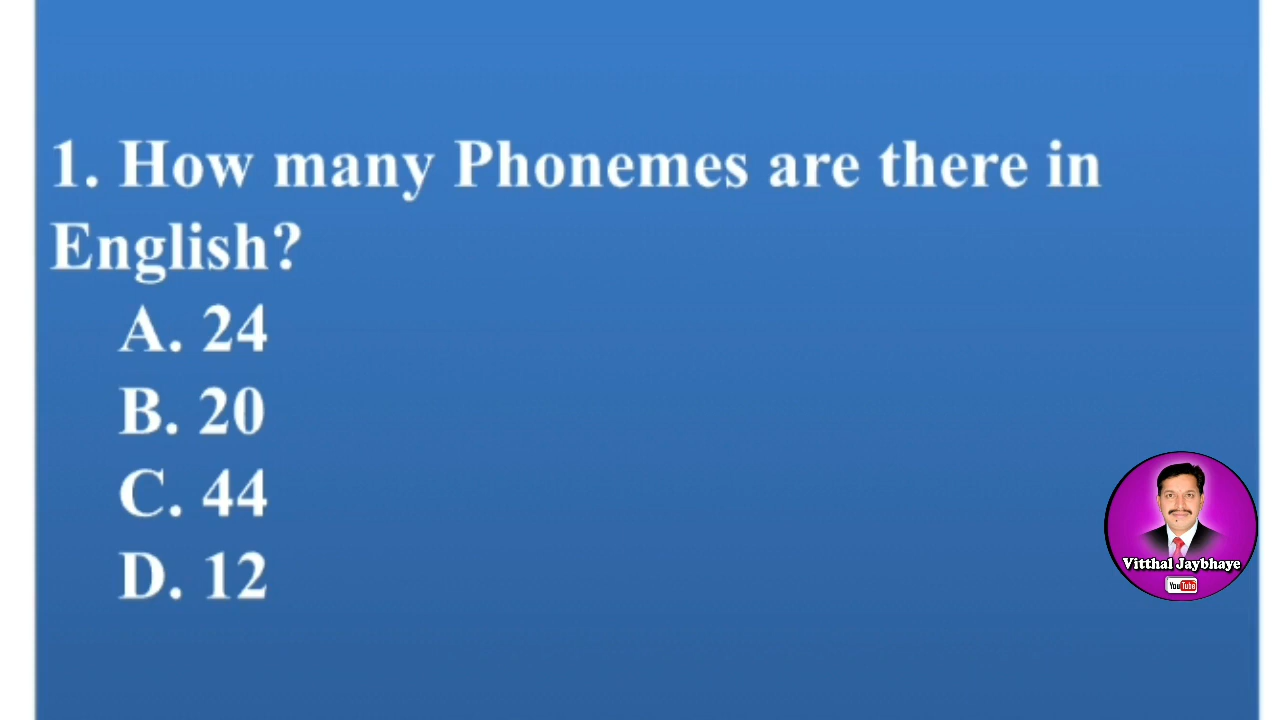 1. How many Phonemes are there in
English?
A. 24
B. 20
C. 44
D. 12
Vitthal Jaybhaye
YouTube